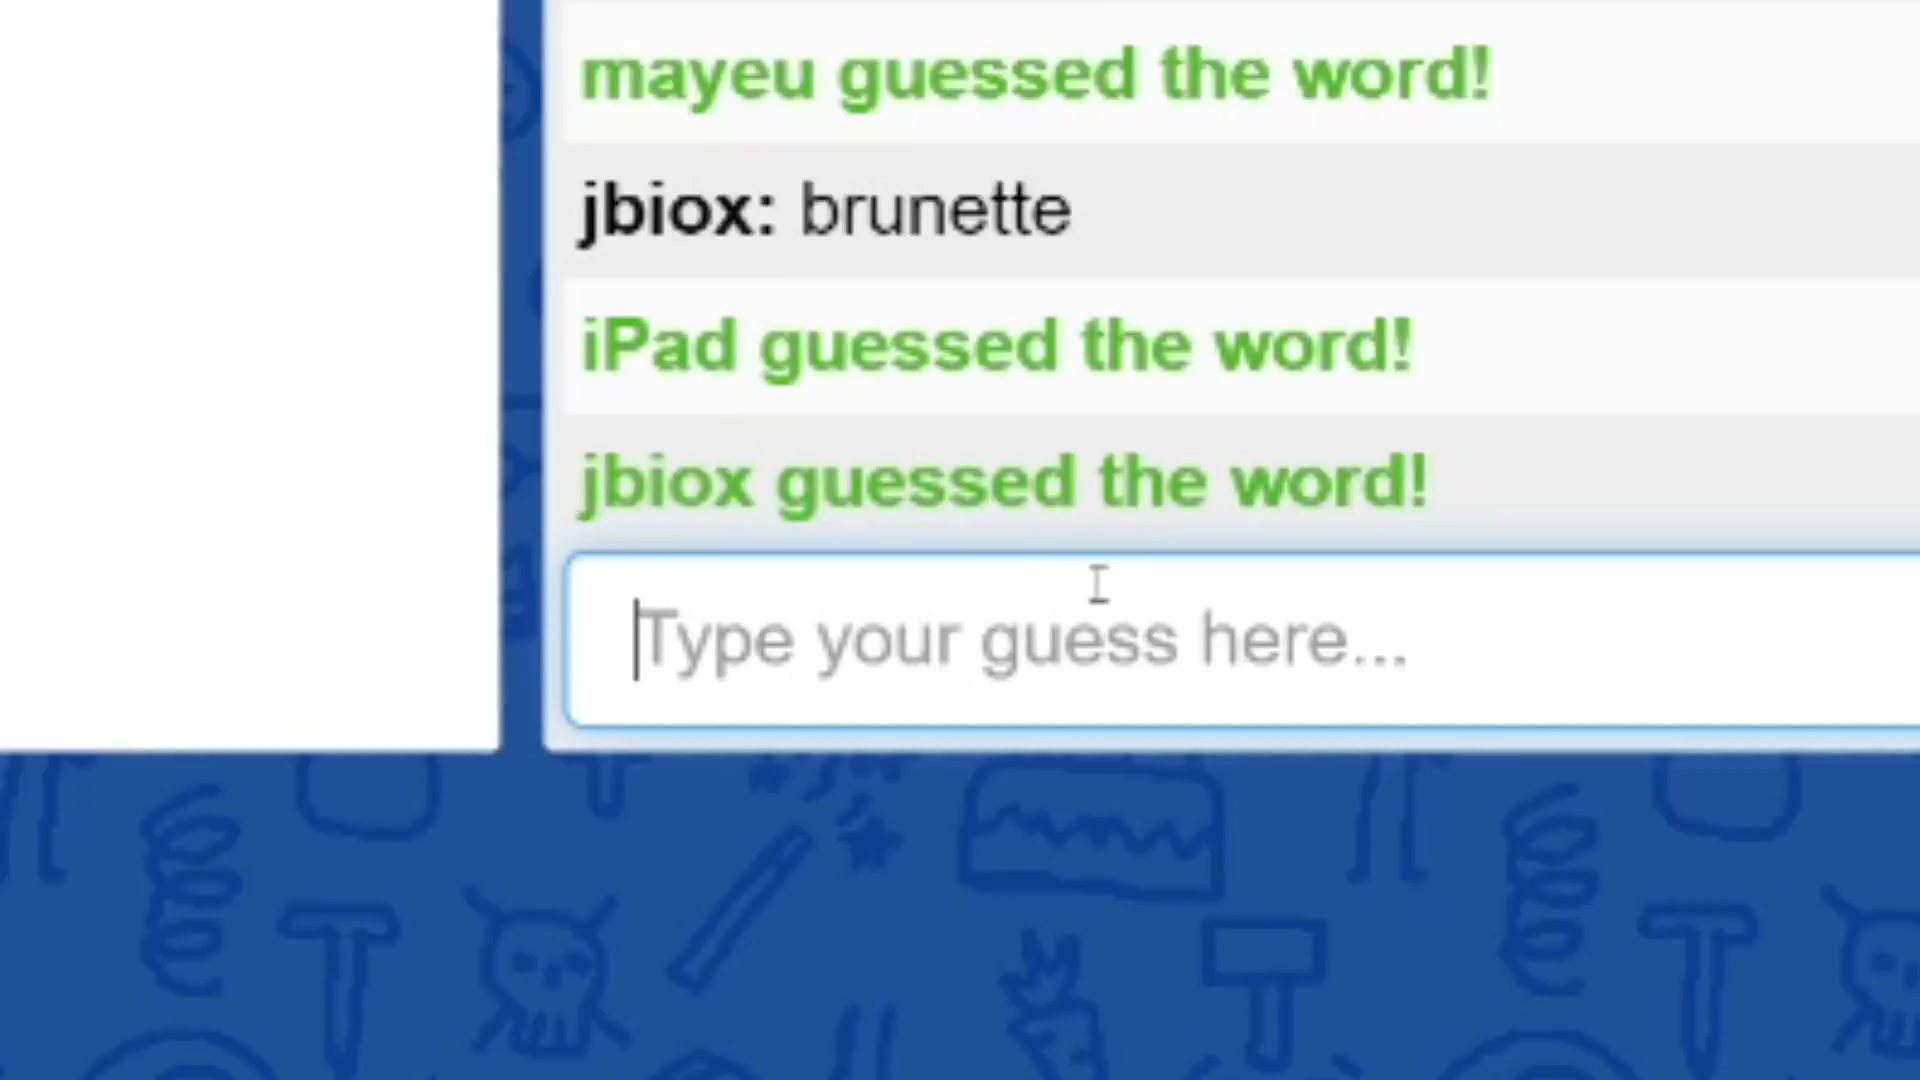 mayeu guessed the word!
jbiox: brunette
iPad guessed the word!
jbiox guessed the word!
Type your guess here...